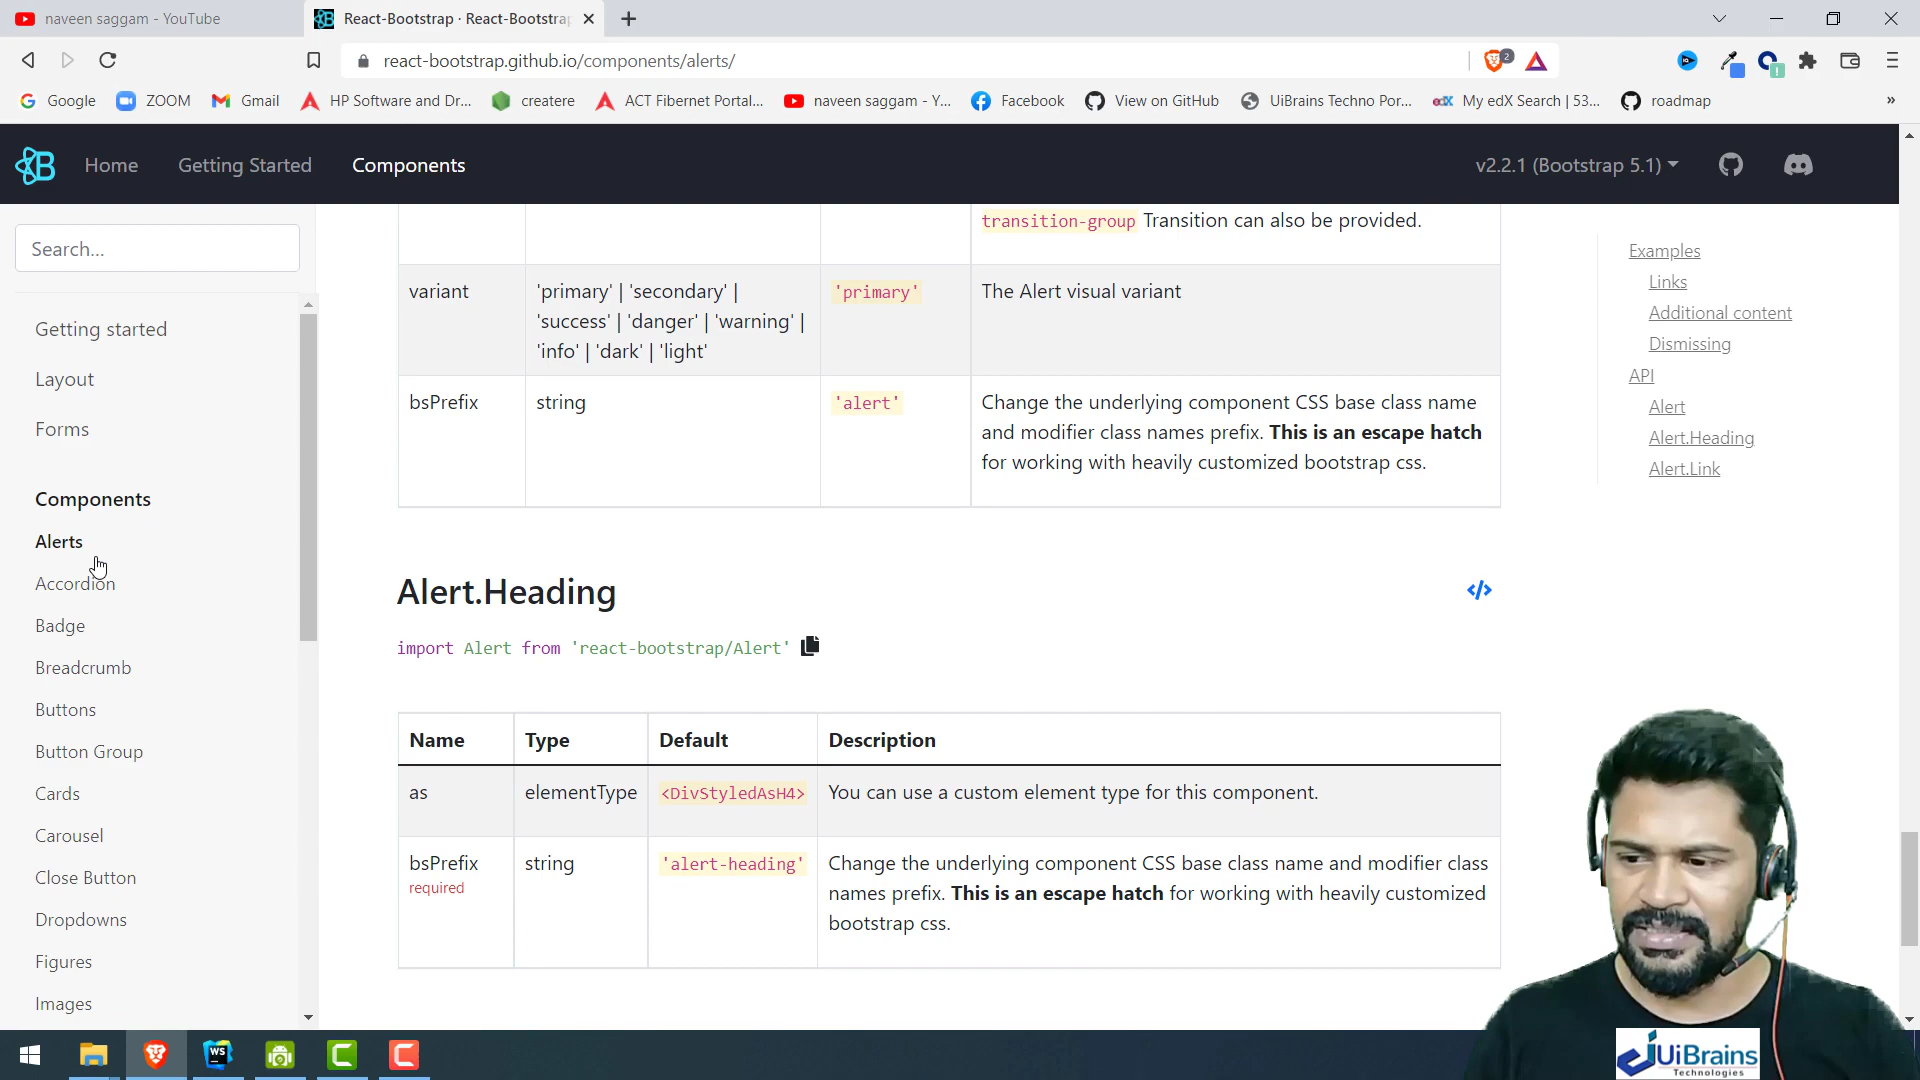 naveen saggam - YouTube
React-Bootstrap · React-Bootstrap
react-bootstrap.github.io/components/alerts/
2
Google
ZOOM
Gmail
HP Software and Dr...
createre
ACT Fibernet Portal...
naveen saggam - Y...
Facebook
View on GitHub
UiBrains Techno Por...
edX
My edX Search | 53...
roadmap
»
Home
Getting Started
Components
v2.2.1 (Bootstrap 5.1)
Search...
Getting started
Layout
Forms
Components
Alerts
Accordion
Badge
Breadcrumb
Buttons
Button Group
Cards
Carousel
Close Button
Dropdowns
Figures
Images
transition-group Transition can also be provided.
variant
'primary' | 'secondary' |
'success' | 'danger' | 'warning' |
'info' | 'dark' | 'light'
'primary'
The Alert visual variant
bsPrefix
string
'alert'
Change the underlying component CSS base class name
and modifier class names prefix. This is an escape hatch
for working with heavily customized bootstrap css.
Alert.Heading
</>
import Alert from 'react-bootstrap/Alert'
Name
Type
Default
Description
as
elementType
<DivStyledAsH4>
You can use a custom element type for this component.
bsPrefix
required
string
'alert-heading'
Change the underlying component CSS base class name and modifier class
names prefix. This is an escape hatch for working with heavily customized
bootstrap css.
Examples
Links
Additional content
Dismissing
API
Alert
Alert.Heading
Alert.Link
WS
UiBrains
Technologies